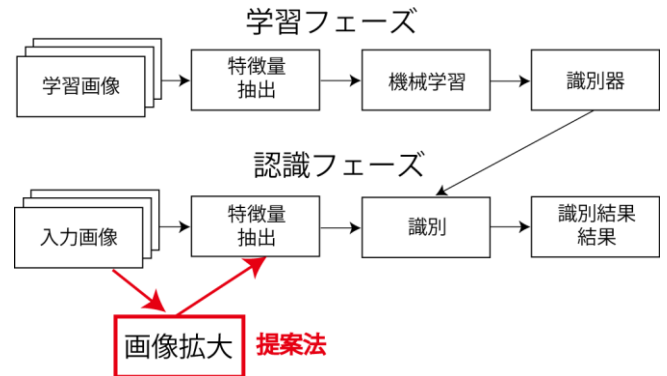 学習フェーズ
学習画像
特徴量
抽出
機械学習
識別器
認識フェーズ
入力画像
特徴量
抽出
識別
識別結果
結果
画像拡大
提案法